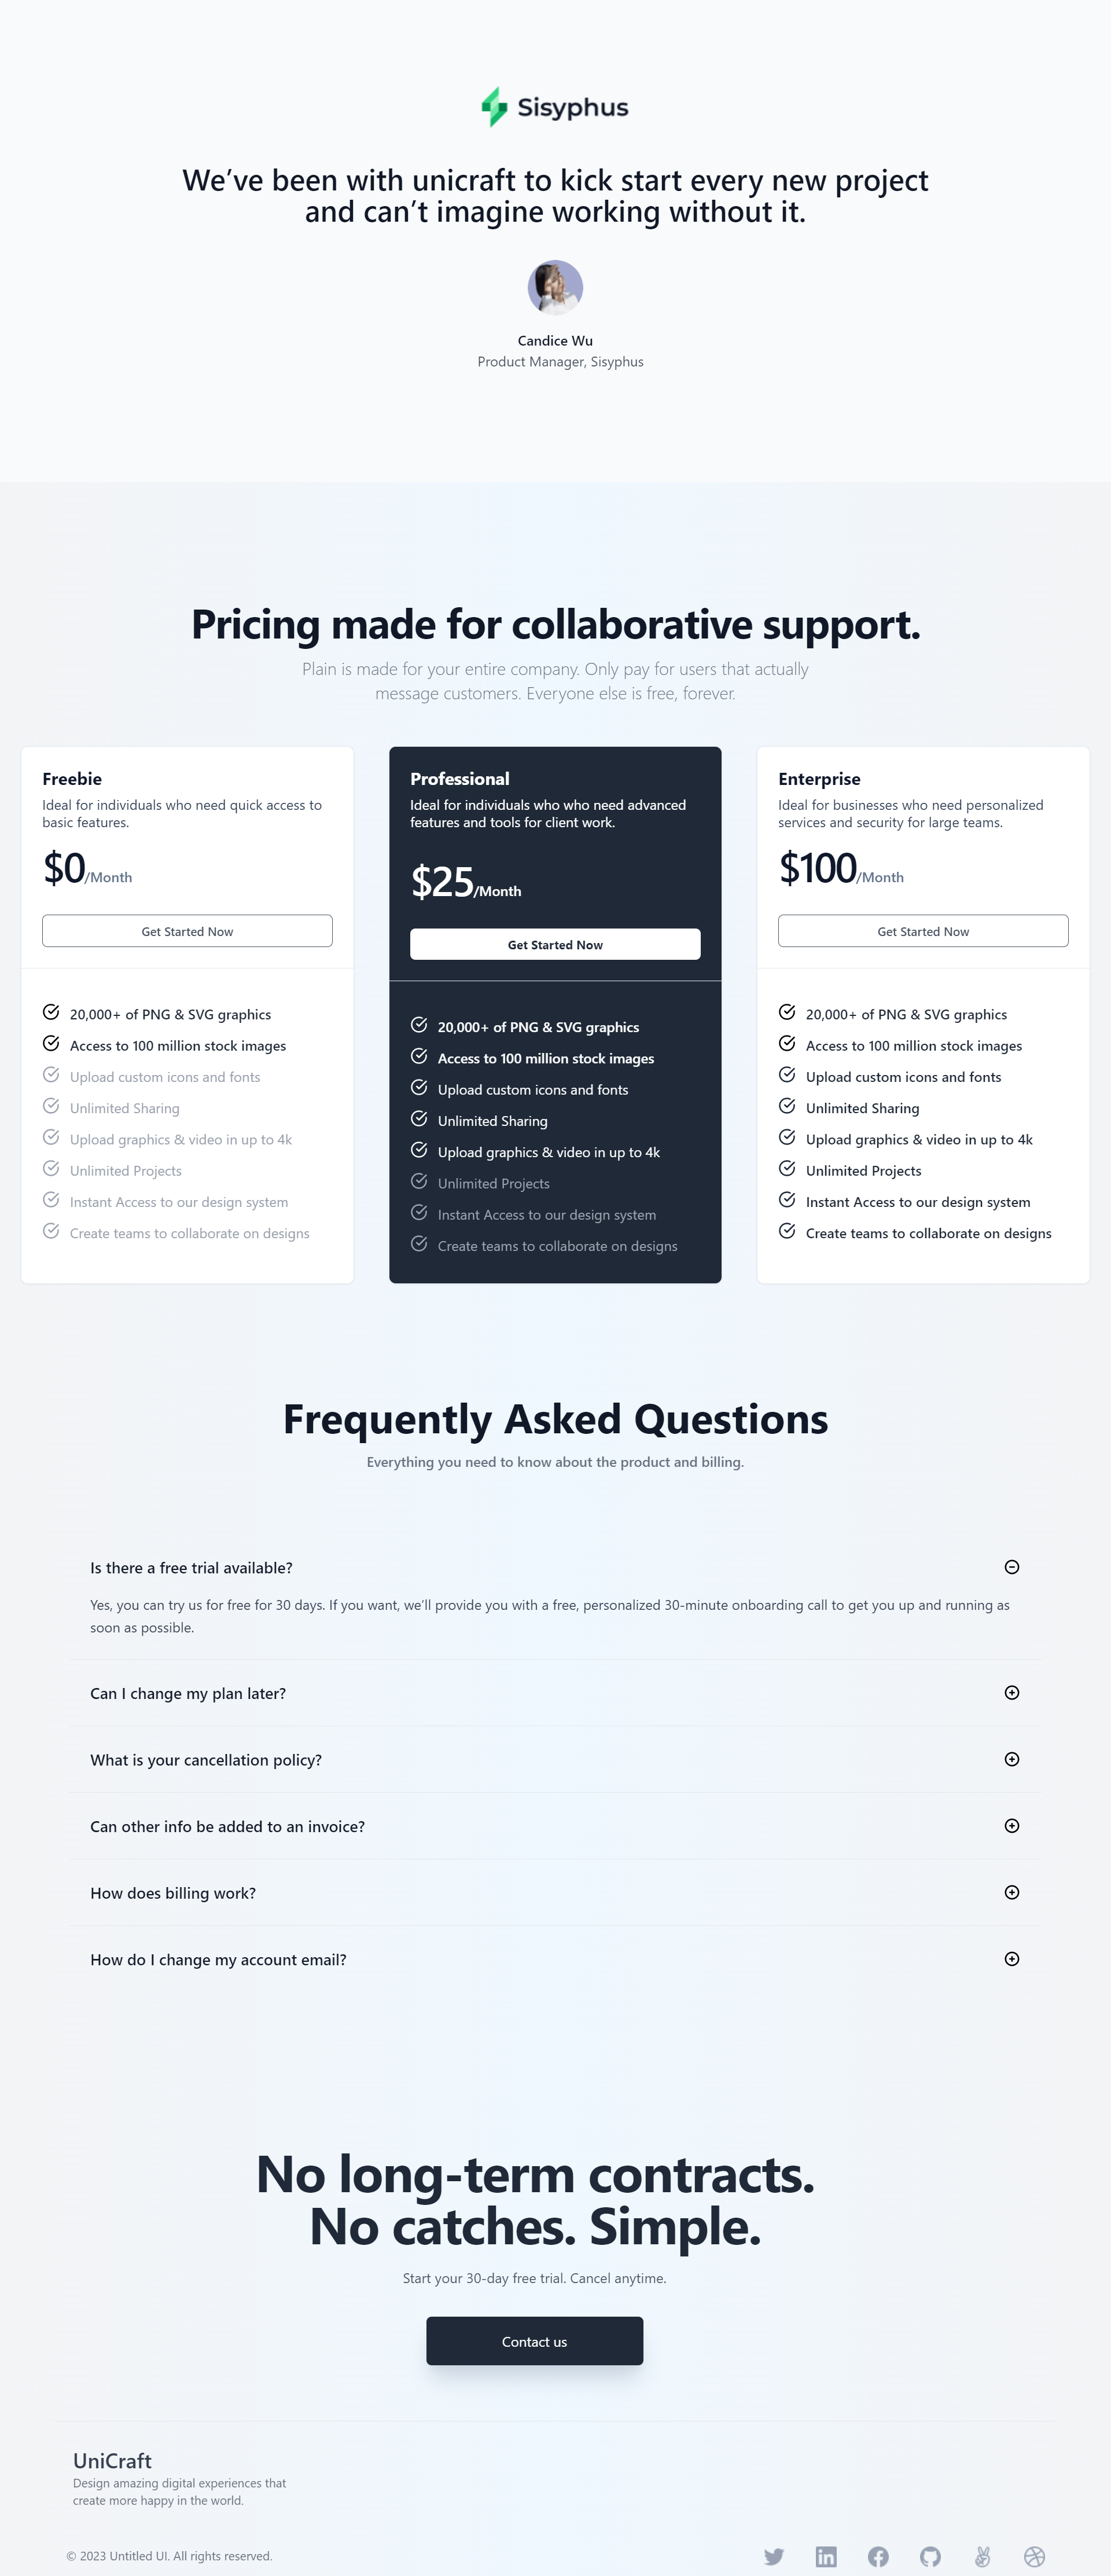 Sisyphus
We’ve been with unicraft to kick start every new project
and can’t imagine working without it.
Candice Wu
Product Manager, Sisyphus
Pricing made for collaborative support.
Plain is made for your entire company. Only pay for users that actually
message customers. Everyone else is free, forever.
Freebie
Ideal for individuals who need quick access to
basic features.
$0/Month
Get Started Now
20,000+ of PNG & SVG graphics
Access to 100 million stock images
Upload custom icons and fonts
Unlimited Sharing
Upload graphics & video in up to 4k
Unlimited Projects
Instant Access to our design system
Create teams to collaborate on designs
Professional
Ideal for individuals who who need advanced
features and tools for client work.
$25/Month
Get Started Now
20,000+ of PNG & SVG graphics
Access to 100 million stock images
Upload custom icons and fonts
Unlimited Sharing
Upload graphics & video in up to 4k
Unlimited Projects
Instant Access to our design system
Create teams to collaborate on designs
Enterprise
Ideal for businesses who need personalized
services and security for large teams.
$100/Month
Get Started Now
20,000+ of PNG & SVG graphics
Access to 100 million stock images
Upload custom icons and fonts
Unlimited Sharing
Upload graphics & video in up to 4k
Unlimited Projects
Instant Access to our design system
Create teams to collaborate on designs
Frequently Asked Questions
Everything you need to know about the product and billing.
Is there a free trial available?
Yes, you can try us for free for 30 days. If you want, we’ll provide you with a free, personalized 30-minute onboarding call to get you up and running as
soon as possible.
Can I change my plan later?
What is your cancellation policy?
Can other info be added to an invoice?
How does billing work?
How do I change my account email?
No long-term contracts.
No catches. Simple.
Start your 30-day free trial. Cancel anytime.
Contact us
UniCraft
Design amazing digital experiences that
create more happy in the world.
© 2023 Untitled UI. All rights reserved.